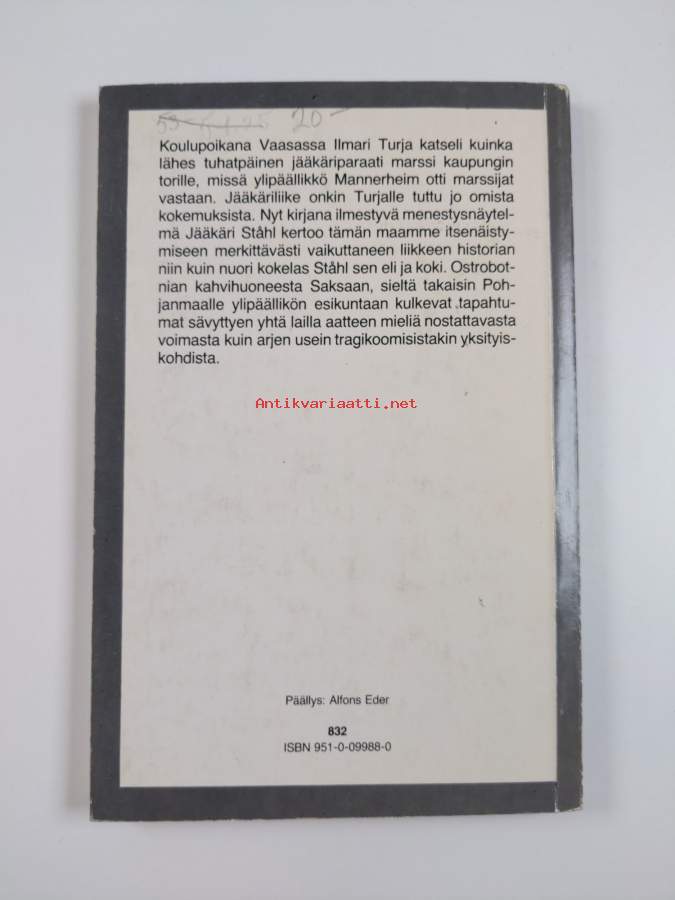 20-
Koulupoikana Vaasassa Ilmari Turja katseli kuinka
lähes tuhatpäinen jääkäriparaati marssi kaupungin
torille, missä ylipäällikkö Mannerheim otti marssijat
vastaan. Jääkäriliike onkin Turjalle tuttu jo omista
kokemuksista. Nyt kirjana ilmestyvä menestysnäytel-
mä Jääkäri Ståhl kertoo tämän maamme itsenäisty-
miseen merkittävästi vaikuttaneen liikkeen historian
niin kuin nuori kokelas Ståhl sen eli ja koki. Ostrobot-
nian kahvihuoneesta Saksaan, sieltä takaisin Poh-
janmaalle ylipäällikön esikuntaan kulkevat tapahtu-
mat sävyttyen yhtä lailla aatteen mieliä nostattavasta
voimasta kuin arjen usein tragikoomisistakin yksityis-
kohdista.
Antikvariaatti.net
Päällys: Alfons Eder
832
ISBN 951-0-09988-0